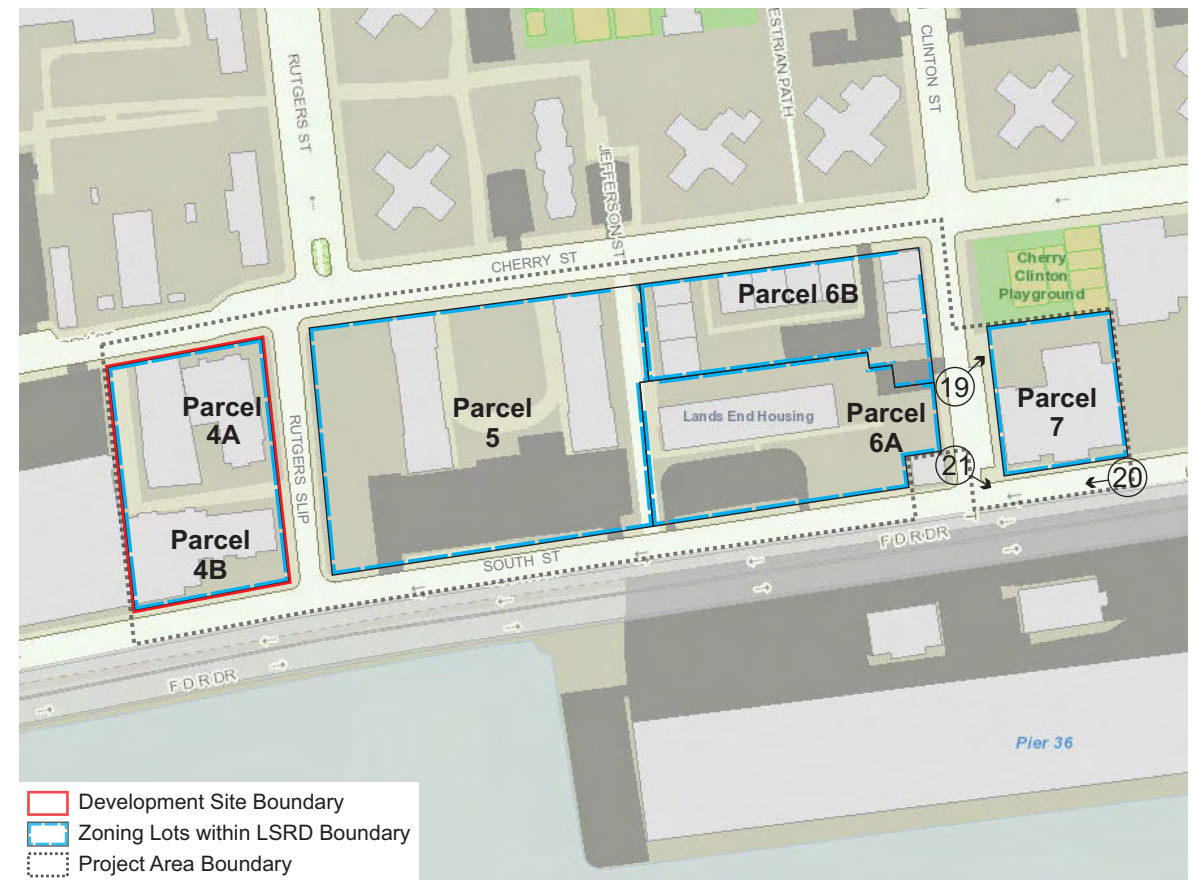 ESTRIAN PATH
CLINTON ST
RUTGERS ST
JEFFERSON ST
CHERRY ST
Cherry
Clinton
Playground
Parcel 6B
Parcel
4A
Parcel
5
Lands End Housing
Parcel
6A
19
Parcel
7
RUTGERS SLIP
21
20
Parcel
4B
SOUTH ST
F D R DR
F D R DR
Pier 36
Development Site Boundary
Zoning Lots within LSRD Boundary
Project Area Boundary